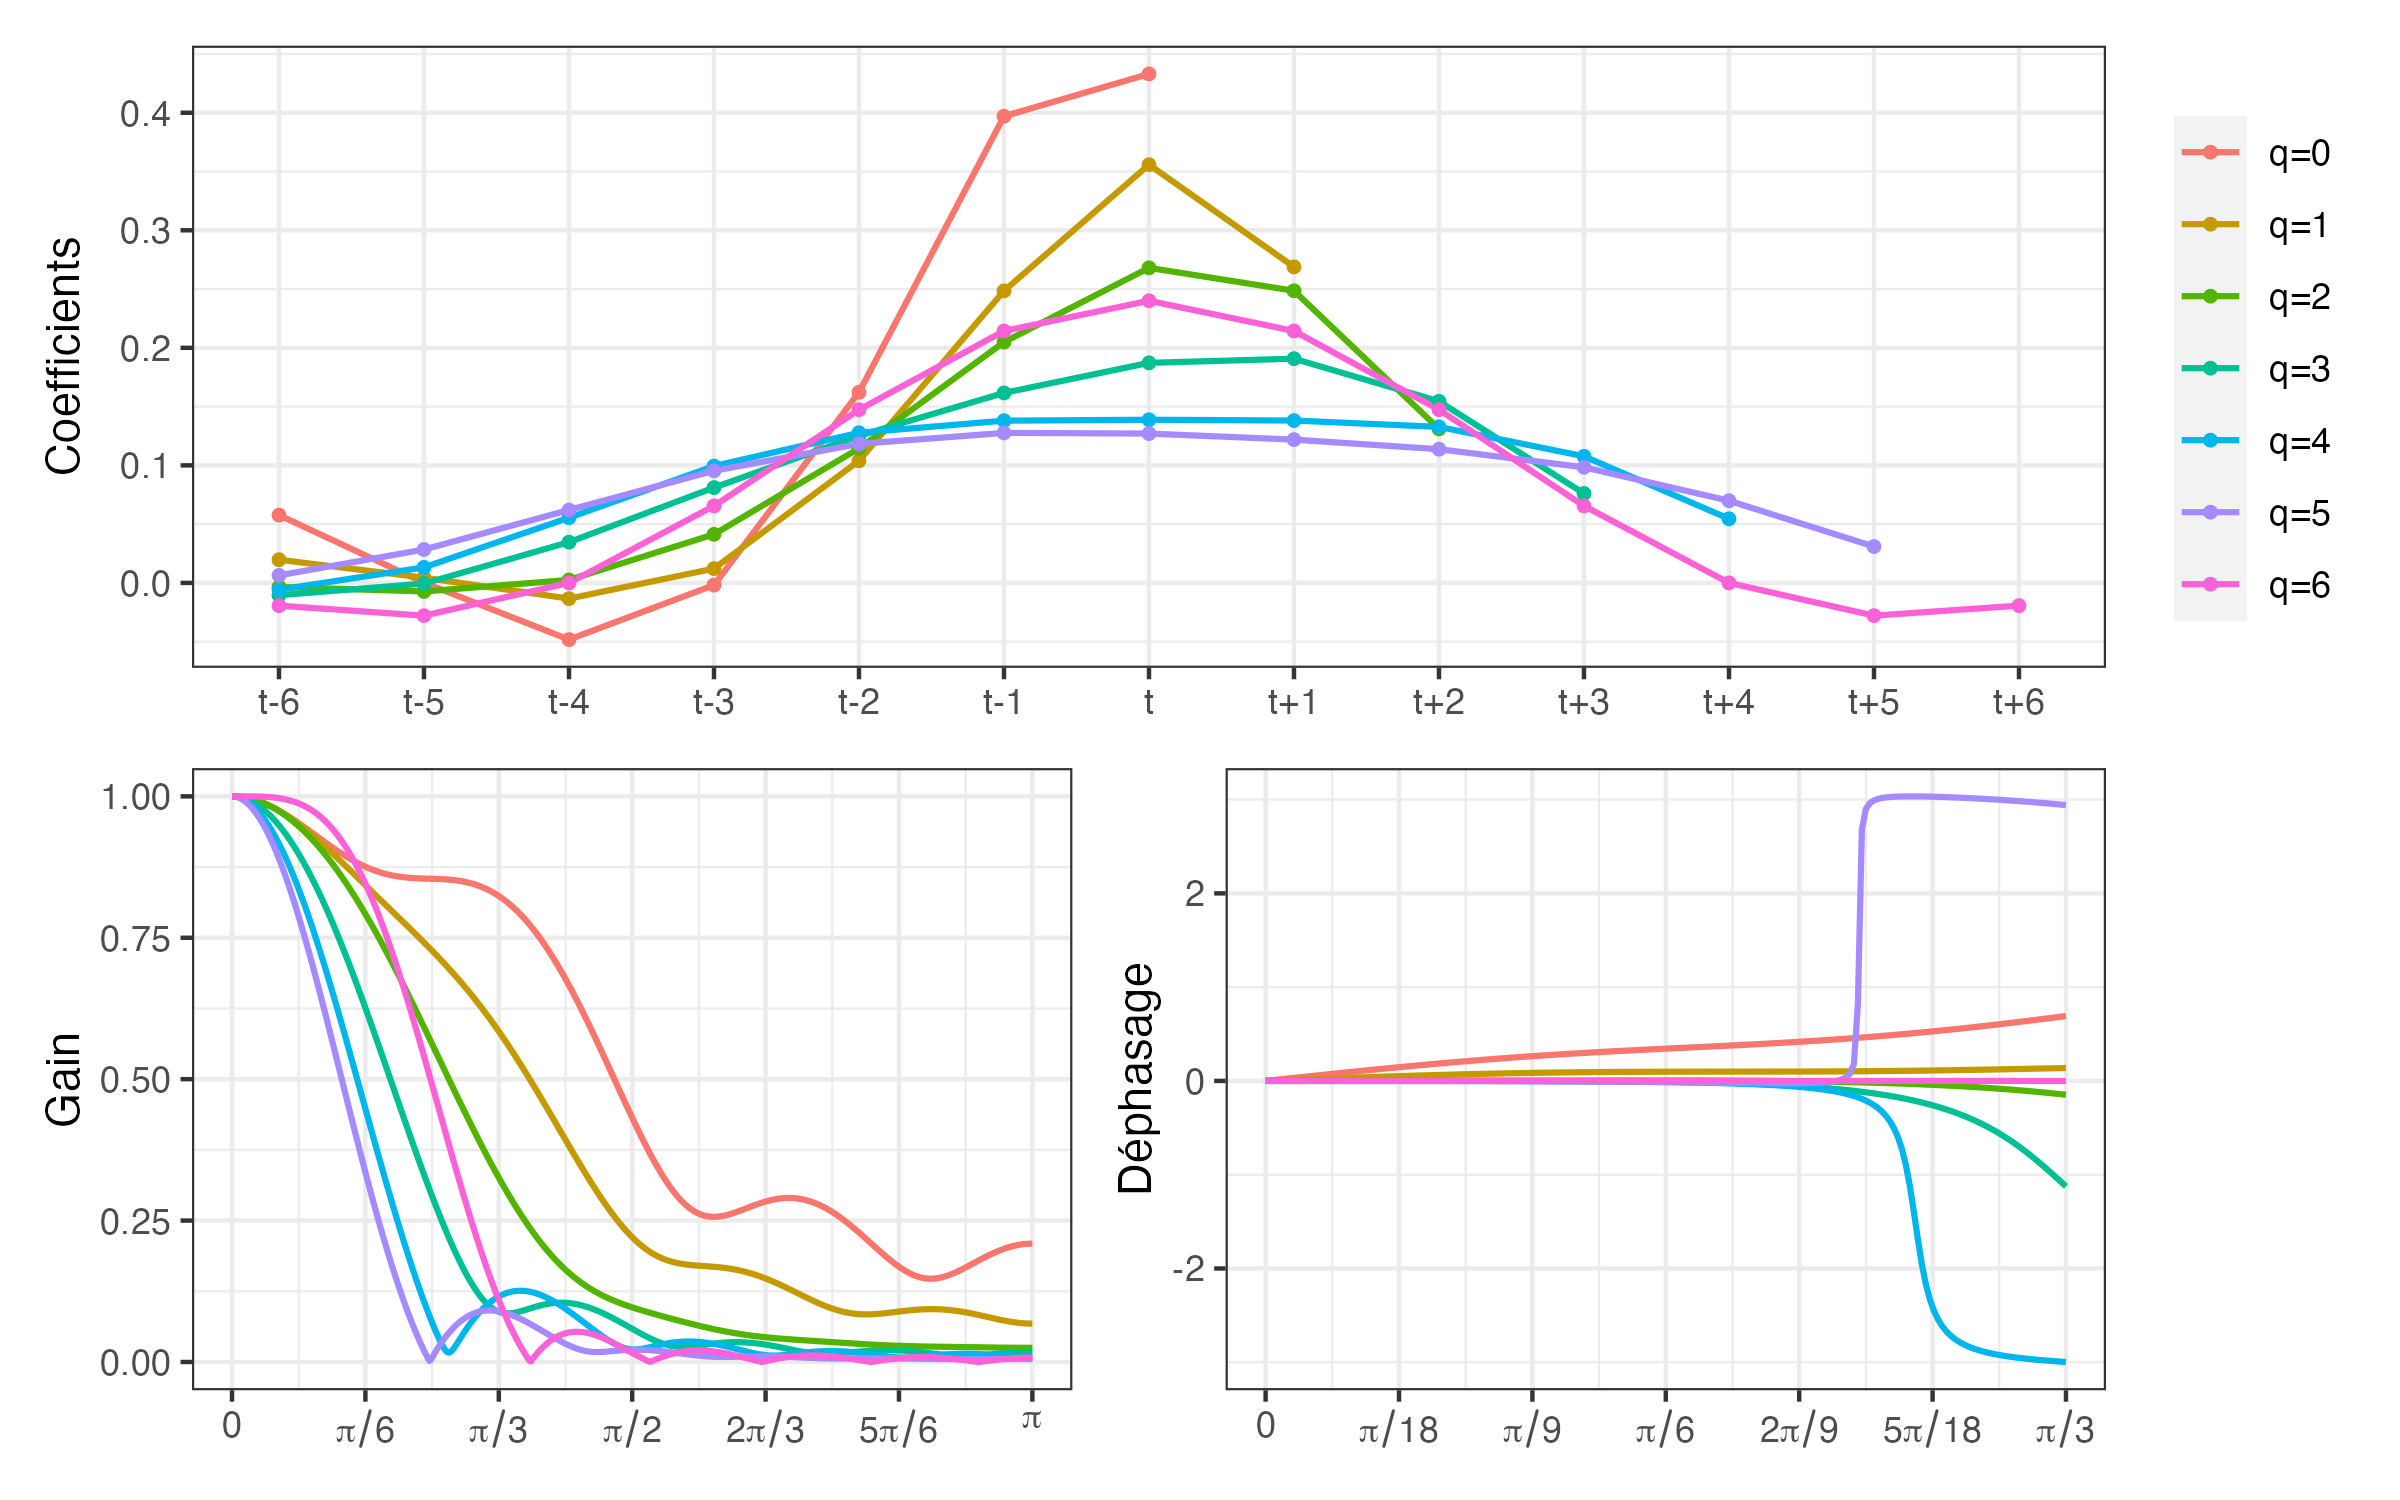 Coefficients
0.4
0.3
0.2
0.1
0.0
t-6 t-5 t-4 t-3 t-2 t-1 t t+1 t+2 t+3 t+4 t+5 t+6
q=0
q=1
q=2
q=3
q=4
q=5
q=6
Gain
1.00
0.75
0.50
0.25
0.00
0 π/6 π/3 π/2 2π/3 5π/6 π
Déphasage
2
0
-2
0 π/18 π/9 π/6 2π/9 5π/18 π/3